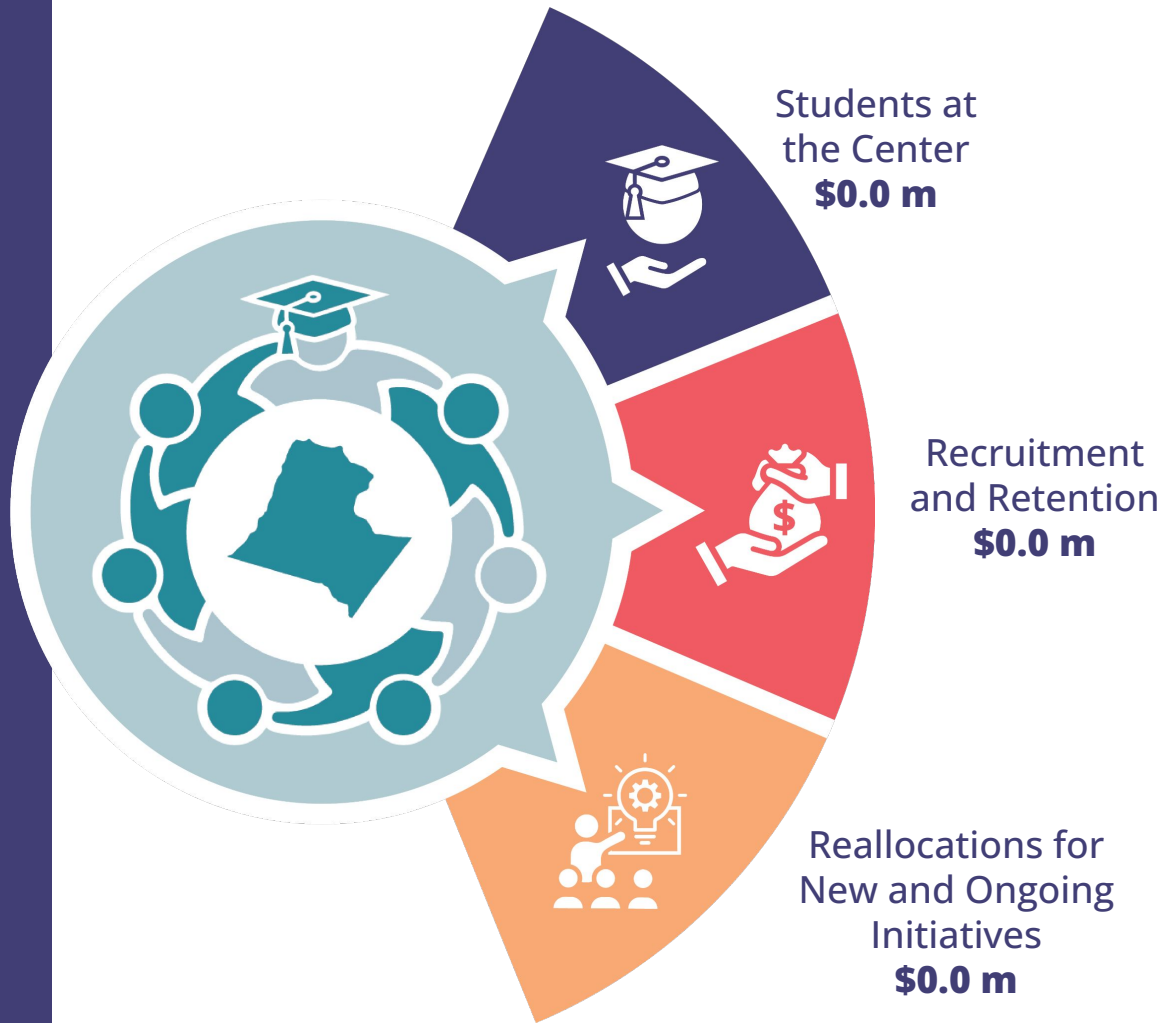 Students at
the Center
$0.0 m
$
Recruitment
and Retention
$0.0 m
Reallocations for
New and Ongoing
Initiatives
$0.0 m